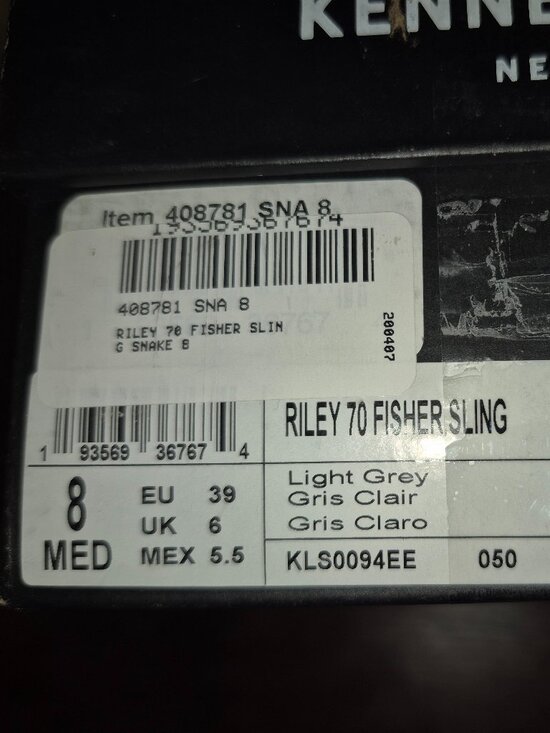 KENNE
NE
Item 408781 SNA 8
193569367674
408781 SNA 8
RILEY 70 FISHER SLIN
G SNAKE 8
200407
1 93569 36767 4
RILEY 70 FISHER SLING
8
MED
EU 39
UK 6
MEX 5.5
Light Grey
Gris Clair
Gris Claro
KLS0094EE 050